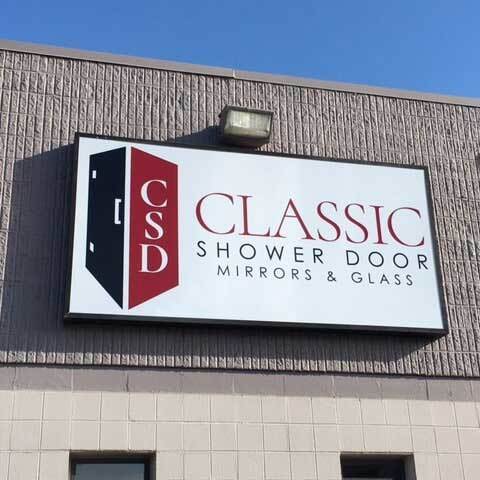 CSD
CLASSIC
SHOWER DOOR
MIRRORS & GLASS